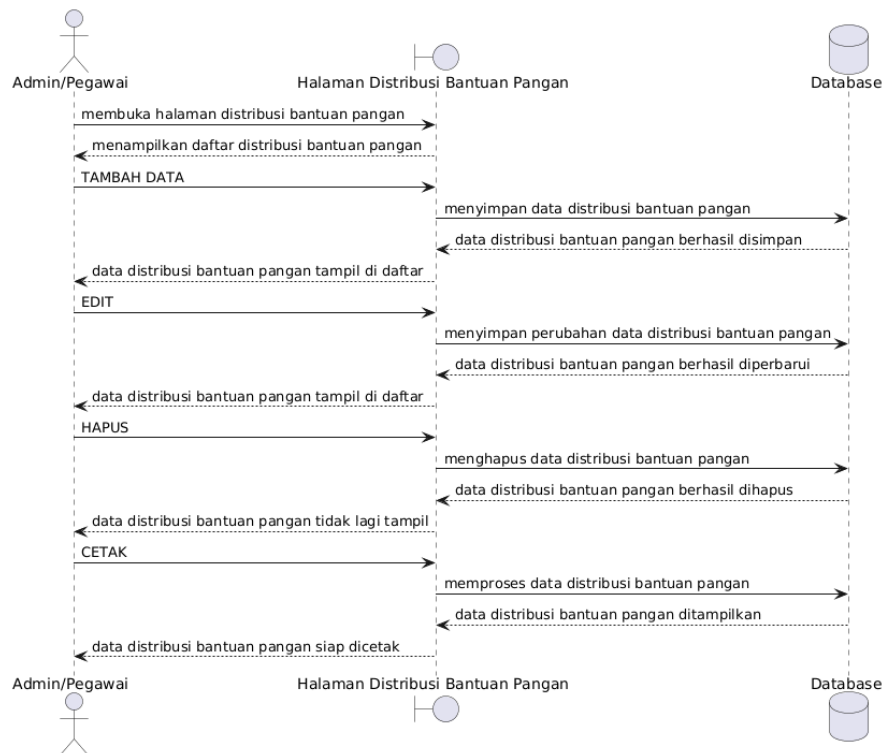 Admin/Pegawai
Halaman Distribusi Bantuan Pangan
Database
membuka halaman distribusi bantuan pangan
menampilkan daftar distribusi bantuan pangan
TAMBAH DATA
menyimpan data distribusi bantuan pangan
data distribusi bantuan pangan berhasil disimpan
data distribusi bantuan pangan tampil di daftar
EDIT
menyimpan perubahan data distribusi bantuan pangan
data distribusi bantuan pangan berhasil diperbarui
data distribusi bantuan pangan tampil di daftar
HAPUS
menghapus data distribusi bantuan pangan
data distribusi bantuan pangan berhasil dihapus
data distribusi bantuan pangan tidak lagi tampil
CETAK
memproses data distribusi bantuan pangan
data distribusi bantuan pangan ditampilkan
data distribusi bantuan pangan siap dicetak
Admin/Pegawai
Halaman Distribusi Bantuan Pangan
Database